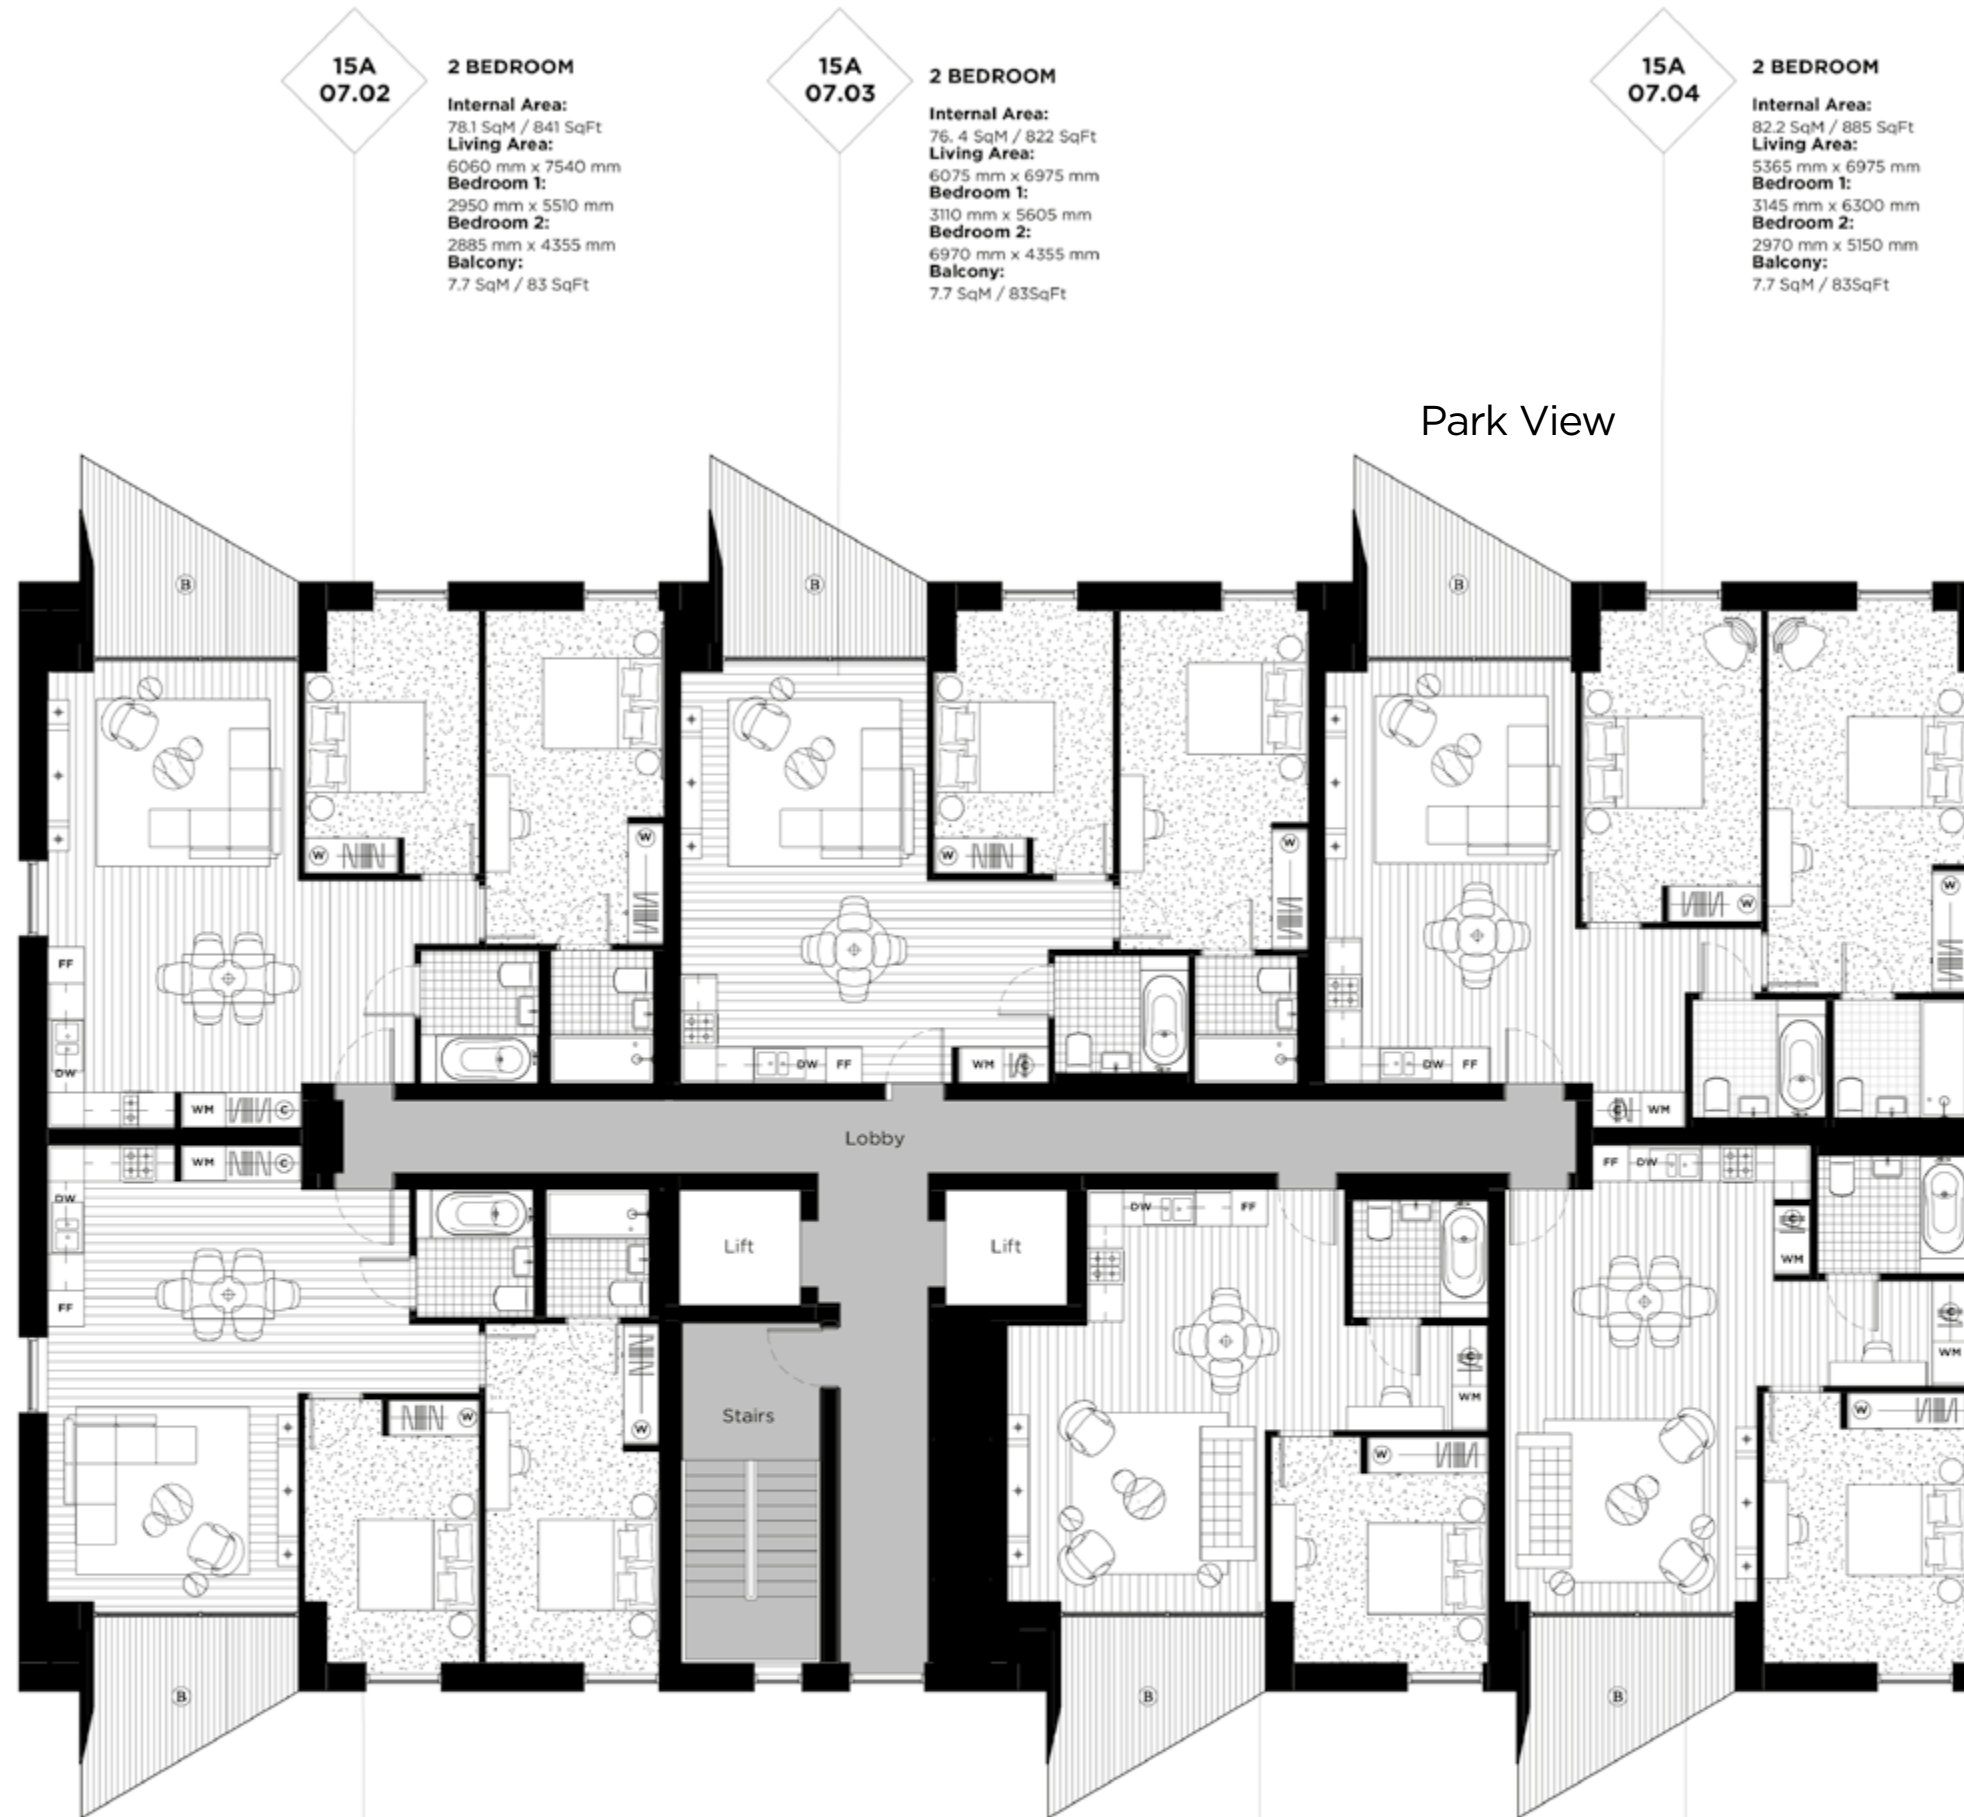 15A
07.02
2 BEDROOM
Internal Area:
78.1 SqM / 841 SqFt
Living Area:
6060 mm x 7540 mm
Bedroom 1:
2950 mm x 5510 mm
Bedroom 2:
2885 mm x 4355 mm
Balcony:
7.7 SqM / 83 SqFt
15A
07.03
2 BEDROOM
Internal Area:
76. 4 SqM / 822 SqFt
Living Area:
6075 mm x 6975 mm
Bedroom 1:
3110 mm x 5605 mm
Bedroom 2:
6970 mm x 4355 mm
Balcony:
7.7 SqM / 83SqFt
15A
07.04
2 BEDROOM
Internal Area:
82.2 SqM / 885 SqFt
Living Area:
5365 mm x 6975 mm
Bedroom 1:
3145 mm x 6300 mm
Bedroom 2:
2970 mm x 5150 mm
Balcony:
7.7 SqM / 83SqFt
Park View
B
B
B
W
W
W
W
W
W
FF
DW
WM
C
DW
FF
WM
C
DW
FF
C
WM
Lobby
WM
C
DW
FF
Lift
Lift
DW
FF
FF
DW
C
WM
C
WM
C
WM
Stairs
W
W
W
W
B
B
B